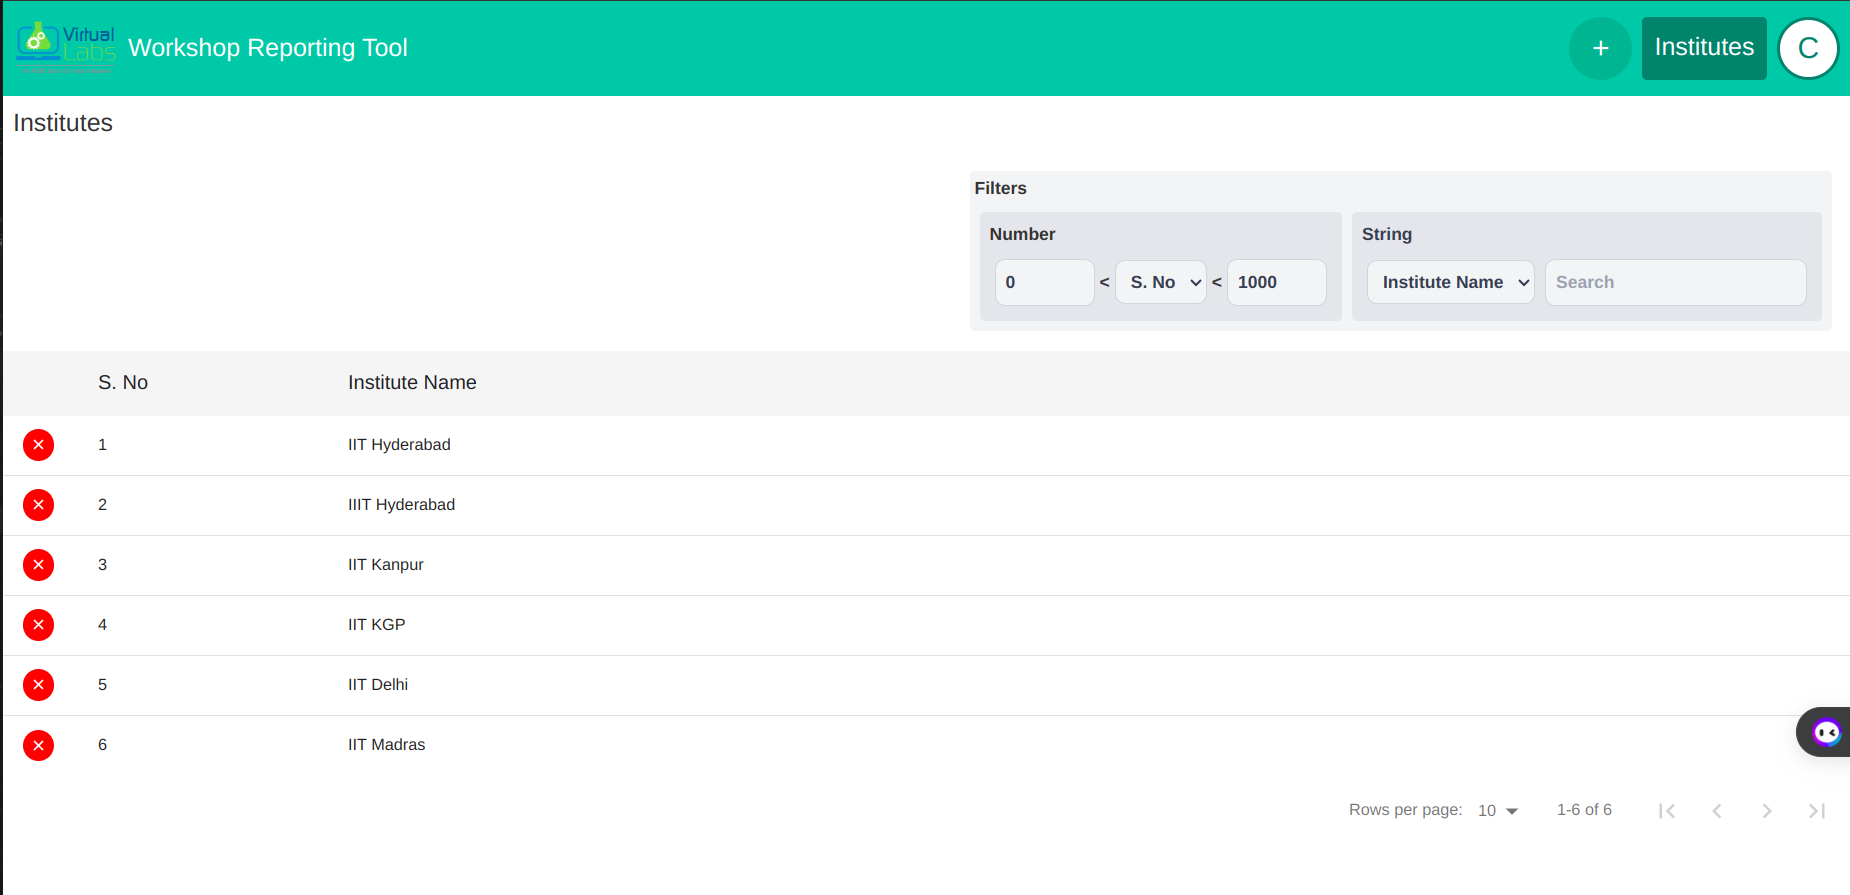 Virtual
Labs
Workshop Reporting Tool
+
Institutes
C
Institutes
Filters
Number
String
0 < S. No < 1000
Institute Name
Search
S. No
Institute Name
1 IIT Hyderabad
2 IIIT Hyderabad
3 IIT Kanpur
4 IIT KGP
5 IIT Delhi
6 IIT Madras
Rows per page: 10 1-6 of 6